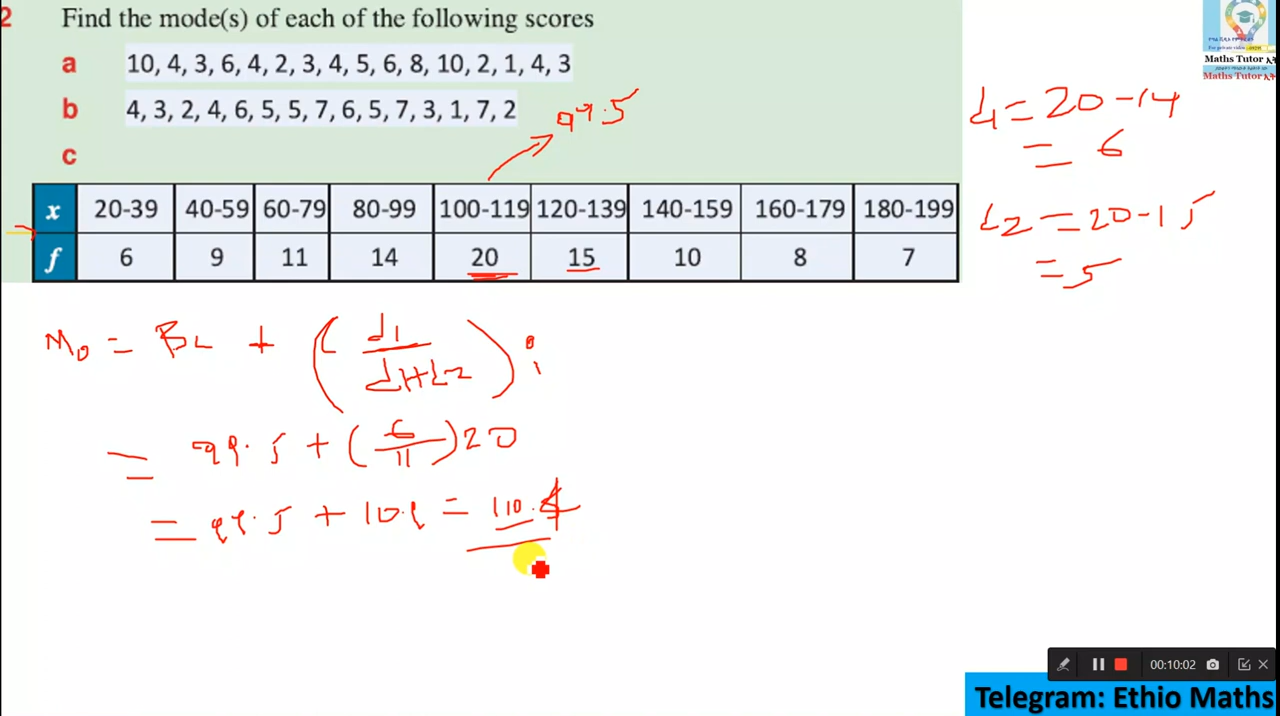 2 Find the mode(s) of each of the following scores
a 10, 4, 3, 6, 4, 2, 3, 4, 5, 6, 8, 10, 2, 1, 4, 3
b 4, 3, 2, 4, 6, 5, 5, 7, 6, 5, 7, 3, 1, 7, 2
99.5
c
x 20-39 40-59 60-79 80-99 100-119 120-139 140-159 160-179 180-199
f 6 9 11 14 20 15 10 8 7
d1 = 20-14
= 6
d2 = 20-15
= 5
Mo = BL + (d1/d1+d2) i
= 99.5 + (6/11)20
= 99.5 + 10.9 = 110.4
Maths Tutor
Maths Tutor
00:10:02
Telegram: Ethio Maths